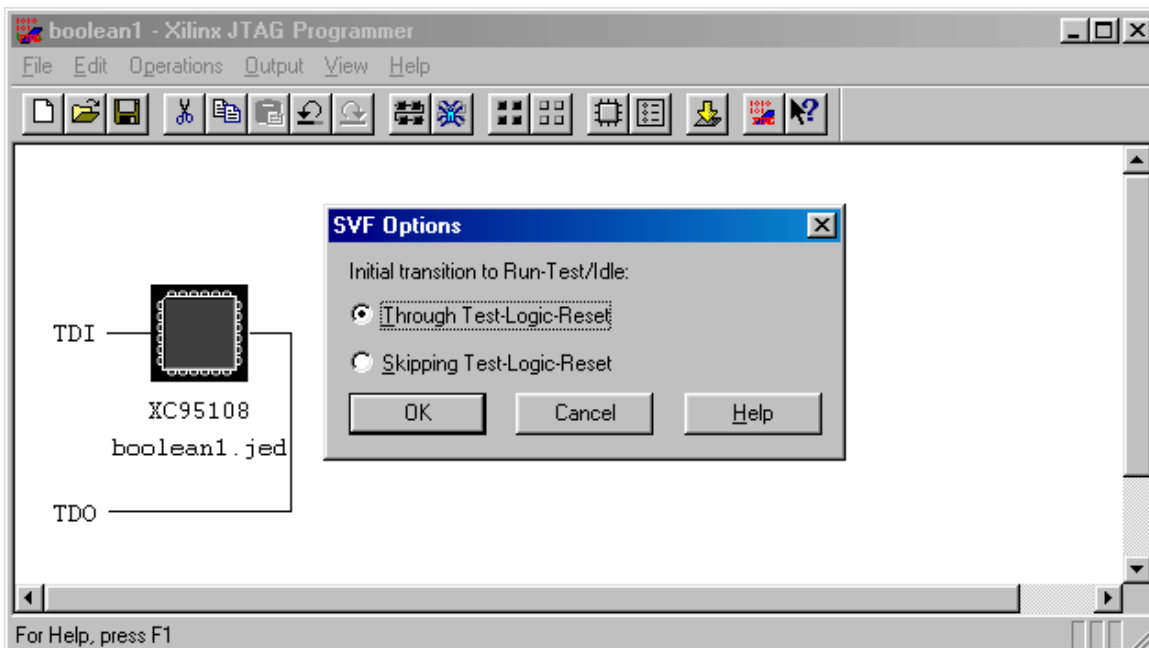 boolean1 - Xilinx JTAG Programmer
File Edit Operations Output View Help
SVF Options
Initial transition to Run-Test/Idle:
Through Test-Logic-Reset
Skipping Test-Logic-Reset
OK Cancel Help
TDI
XC95108
boolean1.jed
TDO
For Help, press F1